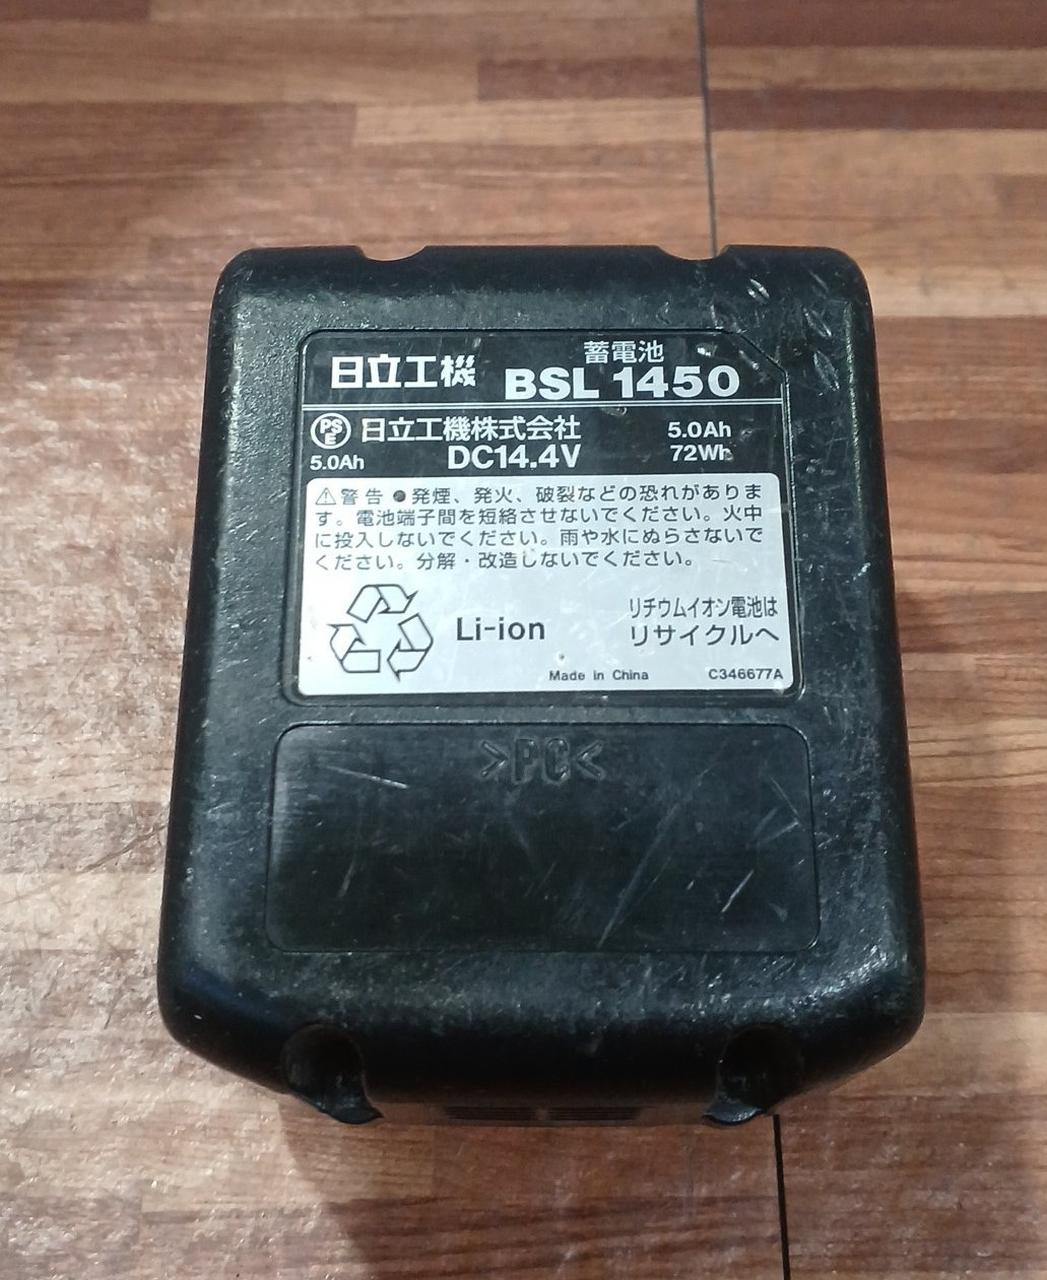 日立工機
蓄電池
BSL 1450
PSE 日立工機株式会社 5.0Ah
5.0Ah DC14.4V 72Wh
⚠警告 ●発煙、発火、破裂などの恐れがありま
す。電池端子間を短絡させないでください。火中
に投入しないでください。雨や水にぬらさないで
ください。分解・改造しないでください。
Li-ion
リチウムイオン電池は
リサイクルへ
Made in China C346677A
>PC<